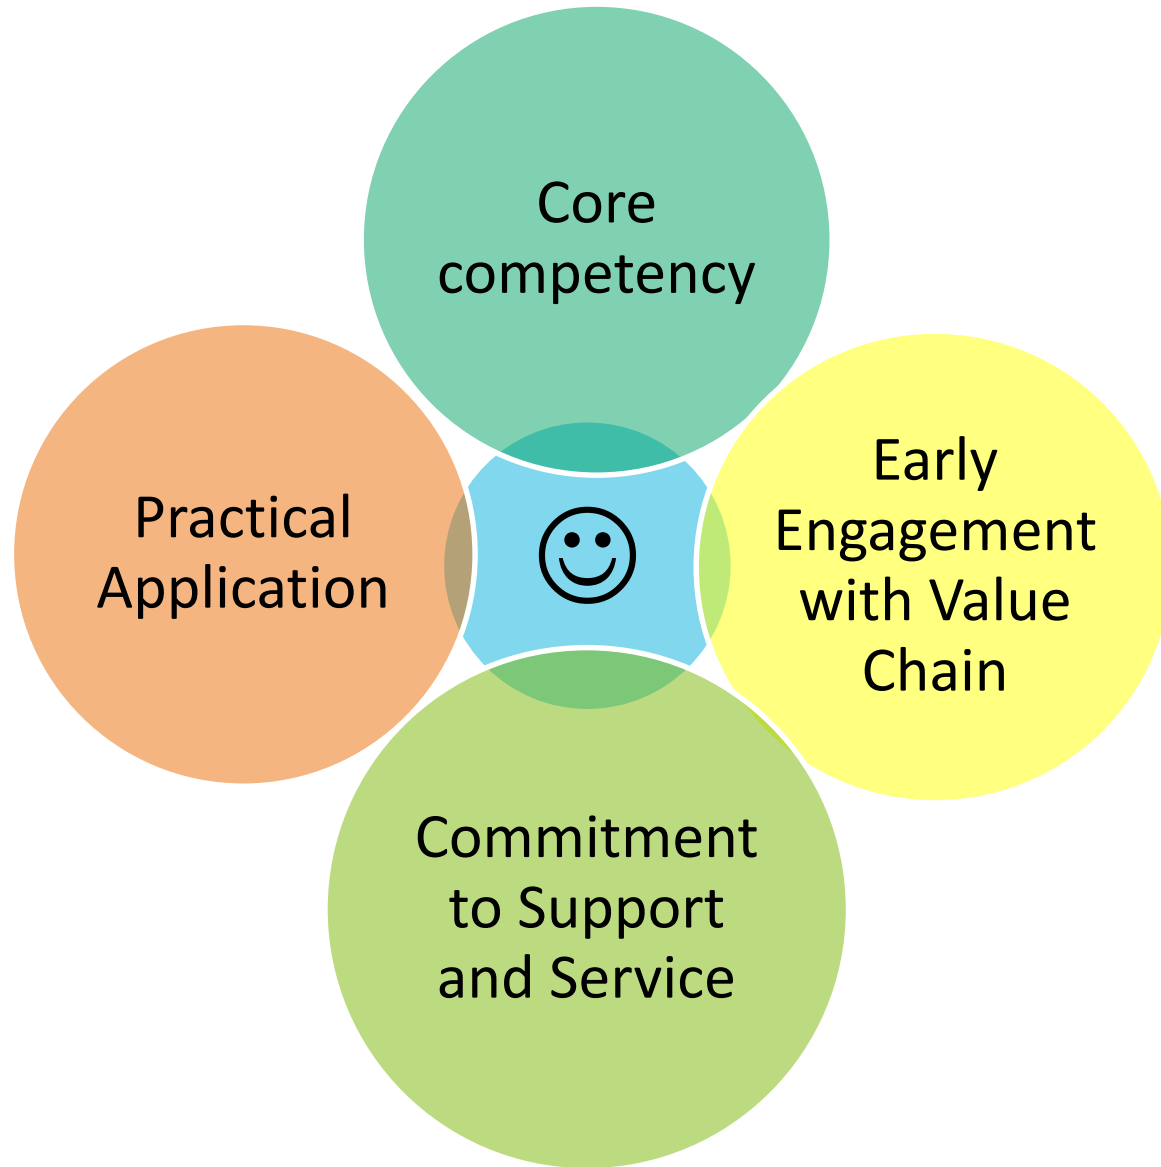 Core
competency
Practical
Application
Early
Engagement
with Value
Chain
Commitment
to Support
and Service